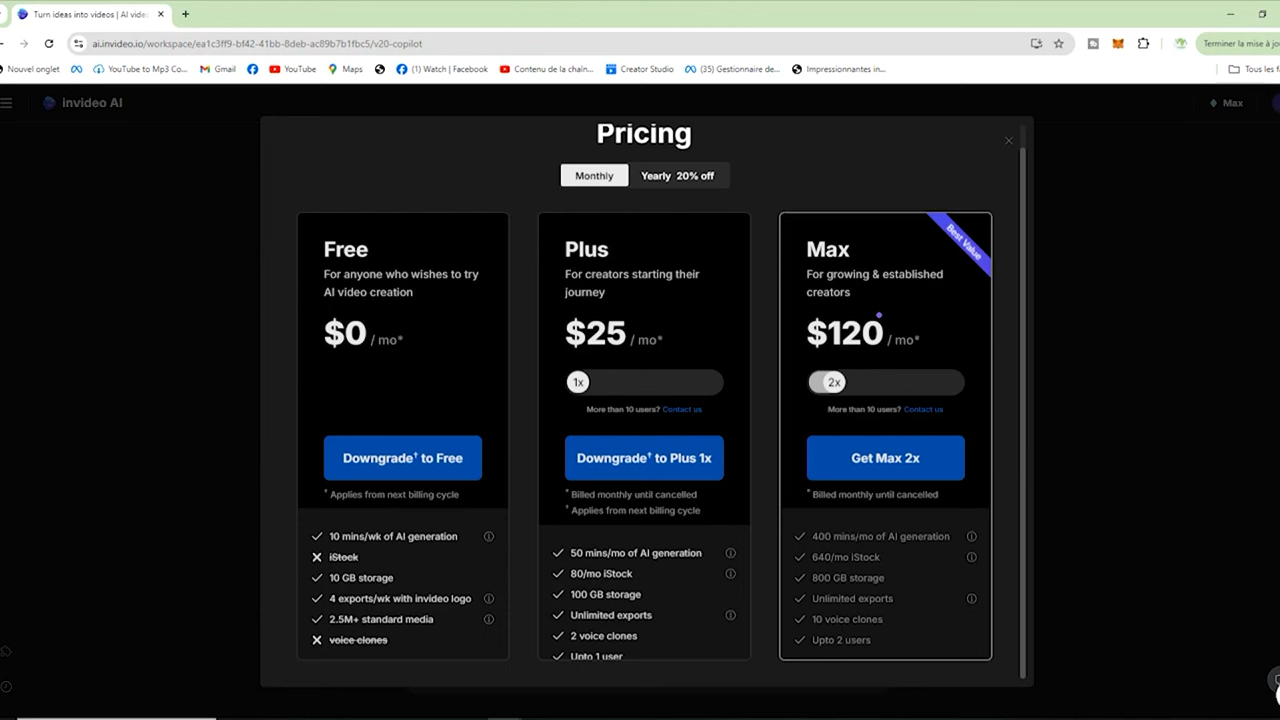 Turn ideas into videos | AI vide
ai.invideo.io/workspace/ea1c3ff9-bf42-41bb-8deb-ac89b7b1fbc5/v20-copilot
Terminer la mise à jo
Nouvel onglet
YouTube to Mp3 Co...
Gmail
YouTube
Maps
(1) Watch | Facebook
Contenu de la chaîn...
Creator Studio
(35) Gestionnaire de...
Impressionnantes in...
Tous les fa
invideo AI
Max
Pricing
Monthly
Yearly 20% off
Free
For anyone who wishes to try
AI video creation
$0 / mo*
Downgrade† to Free
† Applies from next billing cycle
10 mins/wk of AI generation
iStock
10 GB storage
4 exports/wk with invideo logo
2.5M+ standard media
voice clones
Plus
For creators starting their
journey
$25 / mo*
1x
More than 10 users? Contact us
Downgrade† to Plus 1x
* Billed monthly until cancelled
† Applies from next billing cycle
50 mins/mo of AI generation
80/mo iStock
100 GB storage
Unlimited exports
2 voice clones
Upto 1 user
Best Value
Max
For growing & established
creators
$120 / mo*
2x
More than 10 users? Contact us
Get Max 2x
* Billed monthly until cancelled
400 mins/mo of AI generation
640/mo iStock
800 GB storage
Unlimited exports
10 voice clones
Upto 2 users